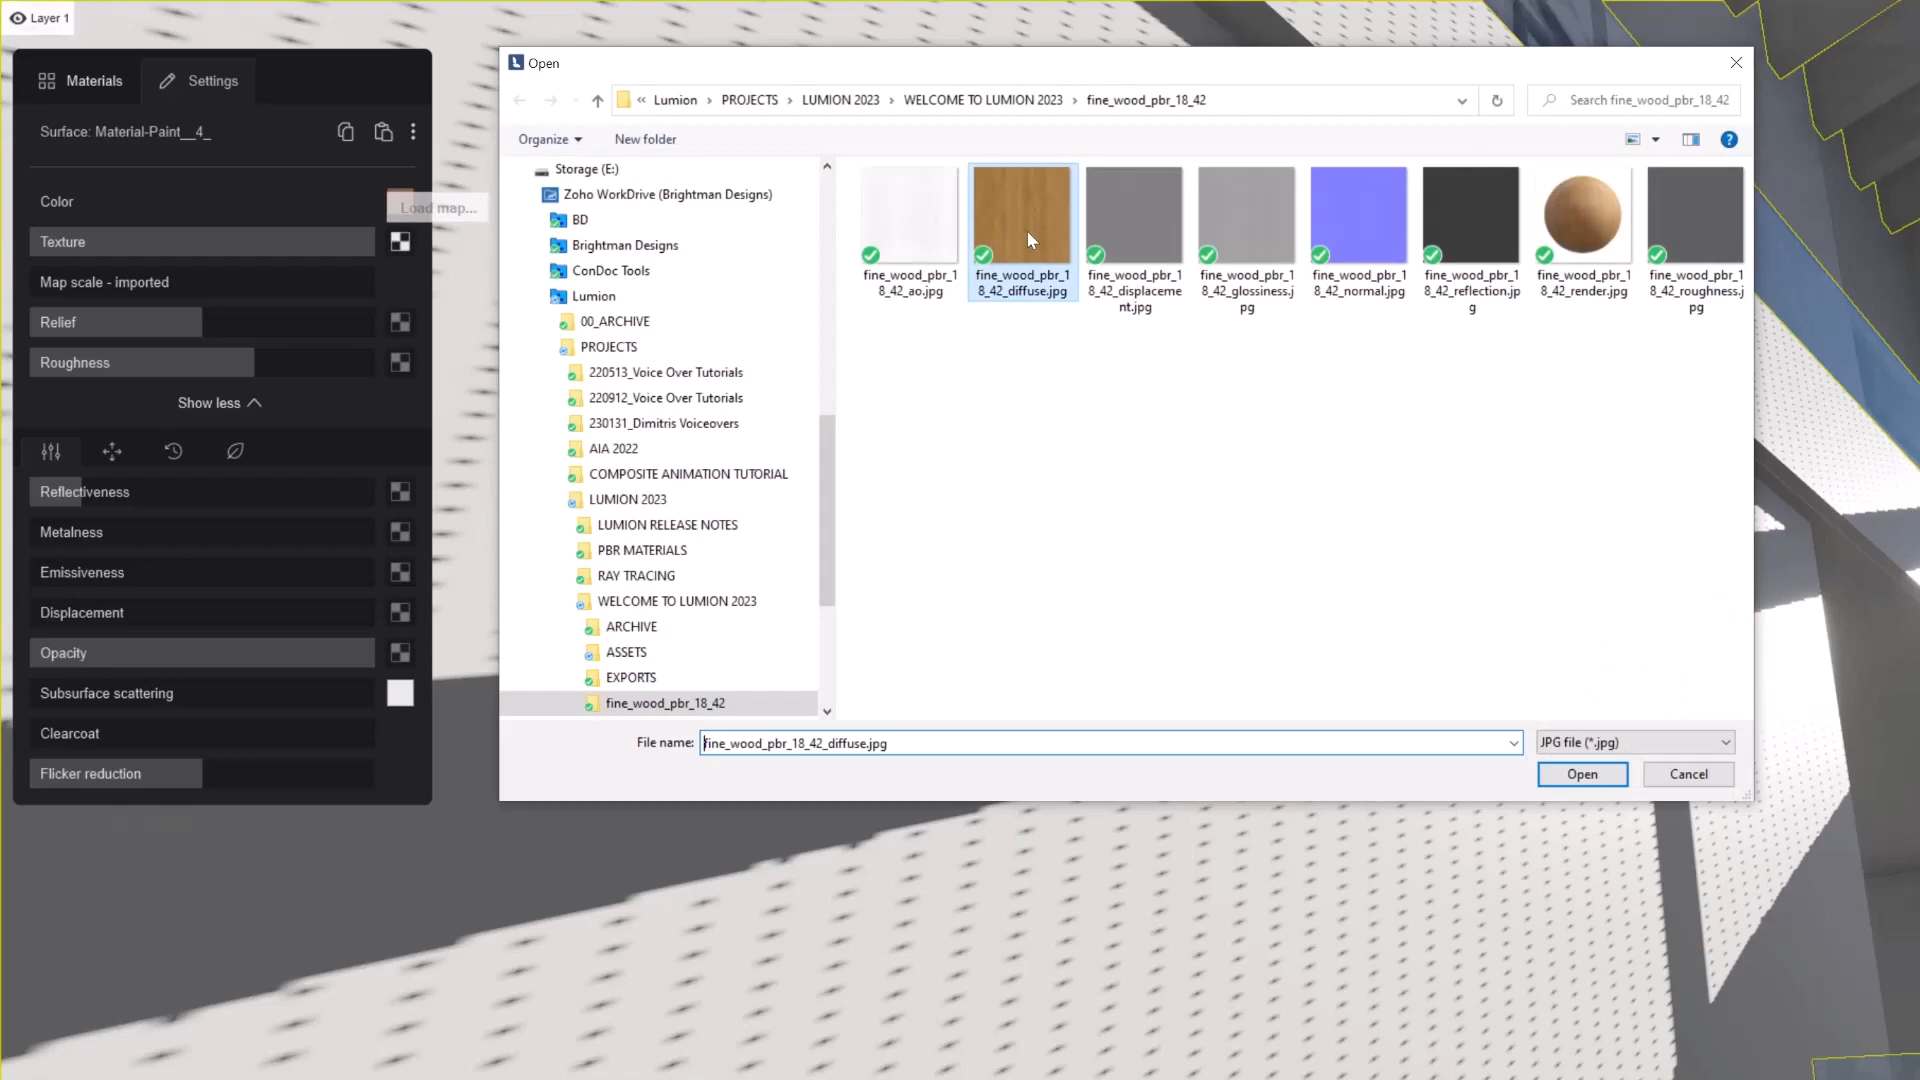 Layer 1
Materials
Settings
Surface: Material-Paint__4_
Color
Load map...
Texture
Map scale - imported
Relief
Roughness
Show less
Reflectiveness
Metalness
Emissiveness
Displacement
Opacity
Subsurface scattering
Clearcoat
Flicker reduction
Open
« Lumion › PROJECTS › LUMION 2023 › WELCOME TO LUMION 2023 › fine_wood_pbr_18_42
Search fine_wood_pbr_18_42
Organize
New folder
Storage (E:)
Zoho WorkDrive (Brightman Designs)
BD
Brightman Designs
ConDoc Tools
Lumion
00_ARCHIVE
PROJECTS
220513_Voice Over Tutorials
220912_Voice Over Tutorials
230131_Dimitris Voiceovers
AIA 2022
COMPOSITE ANIMATION TUTORIAL
LUMION 2023
LUMION RELEASE NOTES
PBR MATERIALS
RAY TRACING
WELCOME TO LUMION 2023
ARCHIVE
ASSETS
EXPORTS
fine_wood_pbr_18_42
fine_wood_pbr_1
8_42_ao.jpg
fine_wood_pbr_1
8_42_diffuse.jpg
fine_wood_pbr_1
8_42_displaceme
nt.jpg
fine_wood_pbr_1
8_42_glossiness.j
pg
fine_wood_pbr_1
8_42_normal.jpg
fine_wood_pbr_1
8_42_reflection.jp
g
fine_wood_pbr_1
8_42_render.jpg
fine_wood_pbr_1
8_42_roughness.j
pg
File name:
fine_wood_pbr_18_42_diffuse.jpg
JPG file (*.jpg)
Open
Cancel